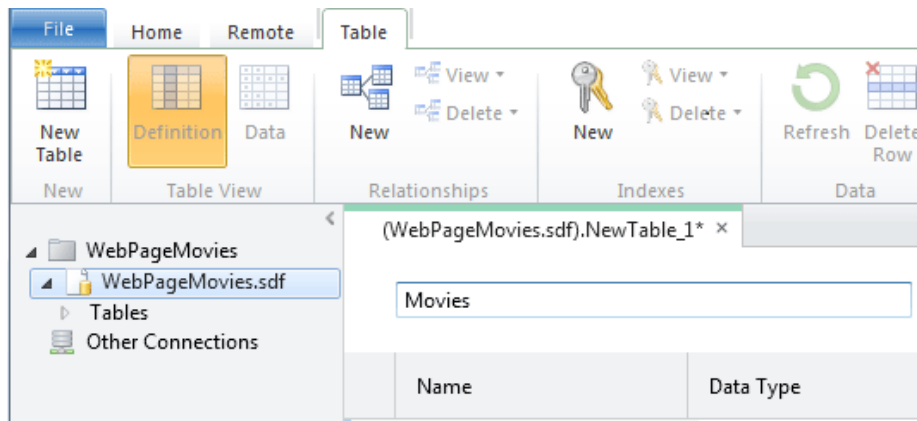 File Home Remote Table
View
Delete
View
Delete
New Table
Definition
Data
New
New
Refresh
Delete Row
New
Table View
Relationships
Indexes
Data
(WebPageMovies.sdf).NewTable_1* ×
WebPageMovies
WebPageMovies.sdf
Tables
Other Connections
Movies
Name Data Type